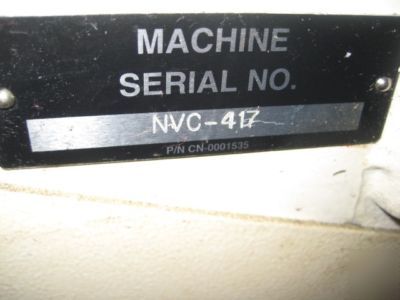 MACHINE
SERIAL NO.
NVC-417
P/N CN-0001535